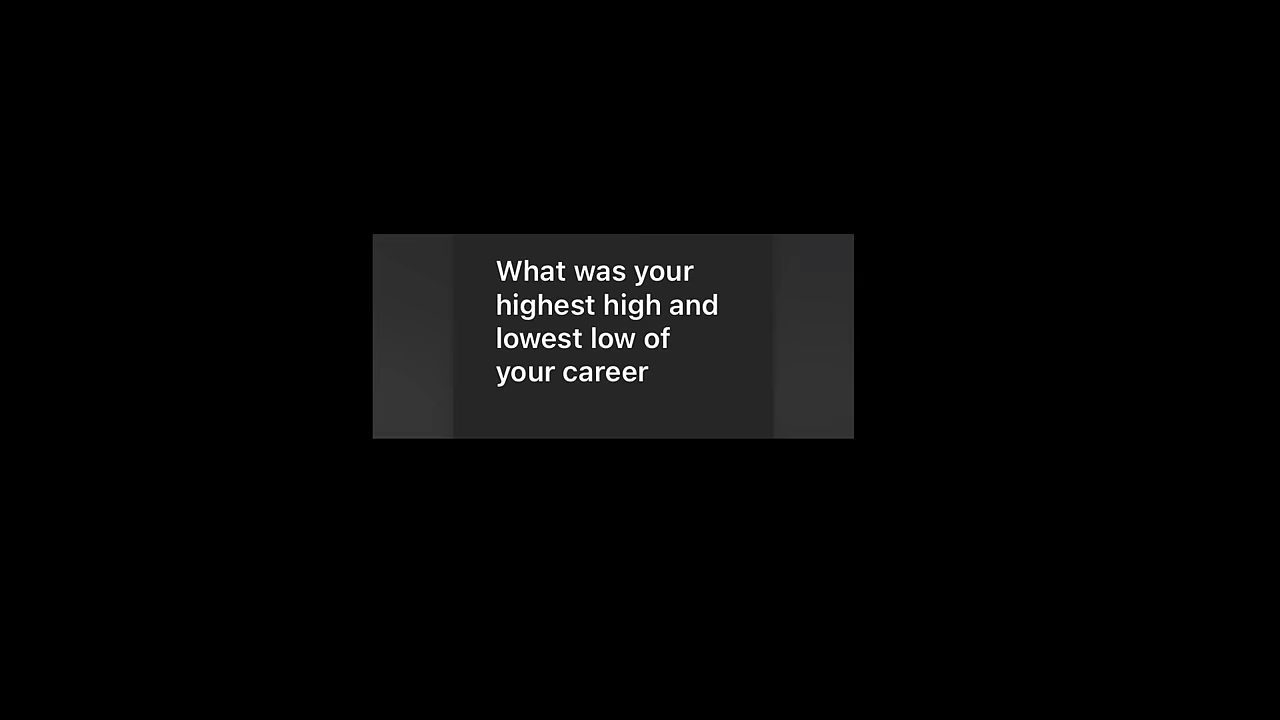 What was your
highest high and
lowest low of
your career